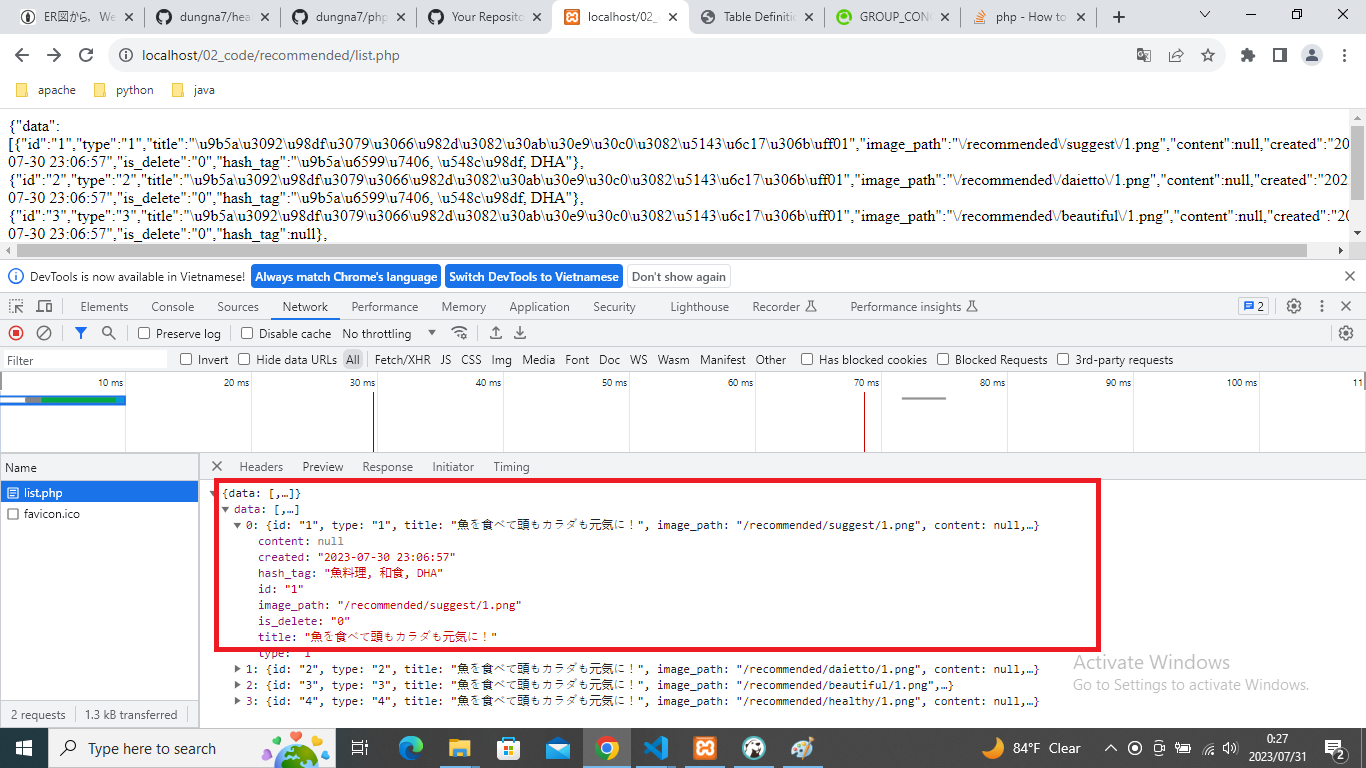 ER図から、We
dungna7/hea
dungna7/php
Your Reposito
localhost/02_
Table Definitio
GROUP_CON
php - How to
localhost/02_code/recommended/list.php
apache python java
{"data":
[{"id":"1","type":"1","title":"\u9b5a\u3092\u98df\u3079\u3066\u982d\u3082\u30ab\u30e9\u30c0\u3082\u5143\u6c17\u306b\uff01","image_path":"\/recommended\/suggest\/1.png","content":null,"created":"20
07-30 23:06:57","is_delete":"0","hash_tag":"\u9b5a\u6599\u7406, \u548c\u98df, DHA"},
{"id":"2","type":"2","title":"\u9b5a\u3092\u98df\u3079\u3066\u982d\u3082\u30ab\u30e9\u30c0\u3082\u5143\u6c17\u306b\uff01","image_path":"\/recommended\/daietto\/1.png","content":null,"created":"202
07-30 23:06:57","is_delete":"0","hash_tag":"\u9b5a\u6599\u7406, \u548c\u98df, DHA"},
{"id":"3","type":"3","title":"\u9b5a\u3092\u98df\u3079\u3066\u982d\u3082\u30ab\u30e9\u30c0\u3082\u5143\u6c17\u306b\uff01","image_path":"\/recommended\/beautiful\/1.png","content":null,"created":"2
07-30 23:06:57","is_delete":"0","hash_tag":null},
DevTools is now available in Vietnamese! Always match Chrome's language Switch DevTools to Vietnamese Don't show again
Elements Console Sources Network Performance Memory Application Security Lighthouse Recorder Performance insights 2
Preserve log Disable cache No throttling
Filter Invert Hide data URLs All Fetch/XHR JS CSS Img Media Font Doc WS Wasm Manifest Other Has blocked cookies Blocked Requests 3rd-party requests
10 ms 20 ms 30 ms 40 ms 50 ms 60 ms 70 ms 80 ms 90 ms 100 ms 11
Name Headers Preview Response Initiator Timing
list.php
favicon.ico
{data: [,…]}
data: [,…]
0: {id: "1", type: "1", title: "魚を食べて頭もカラダも元気に！", image_path: "/recommended/suggest/1.png", content: null,…}
content: null
created: "2023-07-30 23:06:57"
hash_tag: "魚料理, 和食, DHA"
id: "1"
image_path: "/recommended/suggest/1.png"
is_delete: "0"
title: "魚を食べて頭もカラダも元気に！"
type: "1"
1: {id: "2", type: "2", title: "魚を食べて頭もカラダも元気に！", image_path: "/recommended/daietto/1.png", content: null,…}
2: {id: "3", type: "3", title: "魚を食べて頭もカラダも元気に！", image_path: "/recommended/beautiful/1.png",…}
3: {id: "4", type: "4", title: "魚を食べて頭もカラダも元気に！", image_path: "/recommended/healthy/1.png", content: null,…}
Activate Windows
Go to Settings to activate Windows.
2 requests 1.3 kB transferred
Type here to search
84°F Clear
0:27
2023/07/31
2